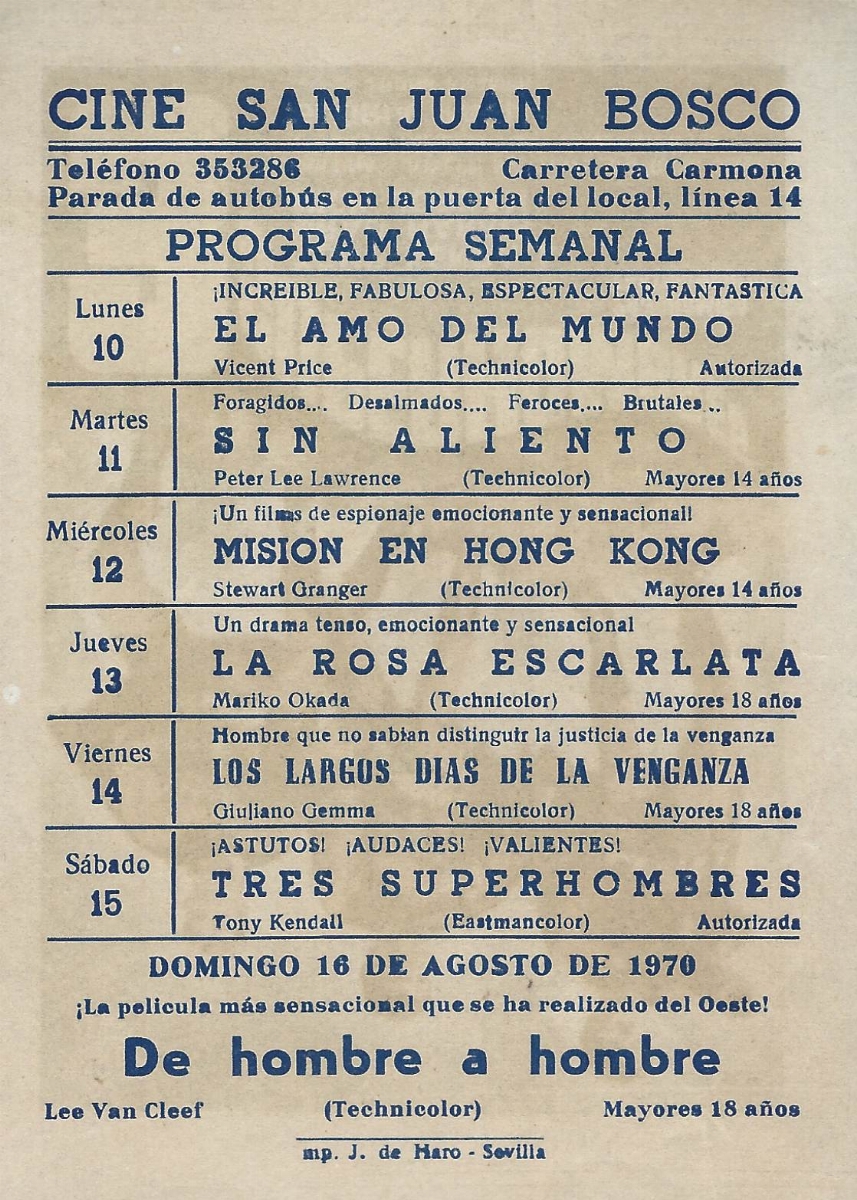 CINE SAN JUAN BOSCO
Teléfono 353286 Carretera Carmona
Parada de autobús en la puerta del local, línea 14
PROGRAMA SEMANAL
Lunes
10
¡INCREIBLE, FABULOSA, ESPECTACULAR, FANTASTICA
EL AMO DEL MUNDO
Vicent Price (Technicolor) Autorizada
Martes
11
Foragidos.... Desalmados.... Feroces.... Brutales...
SIN ALIENTO
Peter Lee Lawrence (Technicolor) Mayores 14 años
Miércoles
12
¡Un films de espionaje emocionante y sensacional!
MISION EN HONG KONG
Stewart Granger (Technicolor) Mayores 14 años
Jueves
13
Un drama tenso, emocionante y sensacional
LA ROSA ESCARLATA
Mariko Okada (Technicolor) Mayores 18 años
Viernes
14
Hombre que no sabian distinguir la justicia de la venganza
LOS LARGOS DIAS DE LA VENGANZA
Giuliano Gemma (Technicolor) Mayores 18 años
Sábado
15
¡ASTUTOS! ¡AUDACES! ¡VALIENTES!
TRES SUPERHOMBRES
Tony Kendall (Eastmancolor) Autorizada
DOMINGO 16 DE AGOSTO DE 1970
¡La pelicula más sensacional que se ha realizado del Oeste!
De hombre a hombre
Lee Van Cleef (Technicolor) Mayores 18 años
mp. J. de Haro - Sevilla